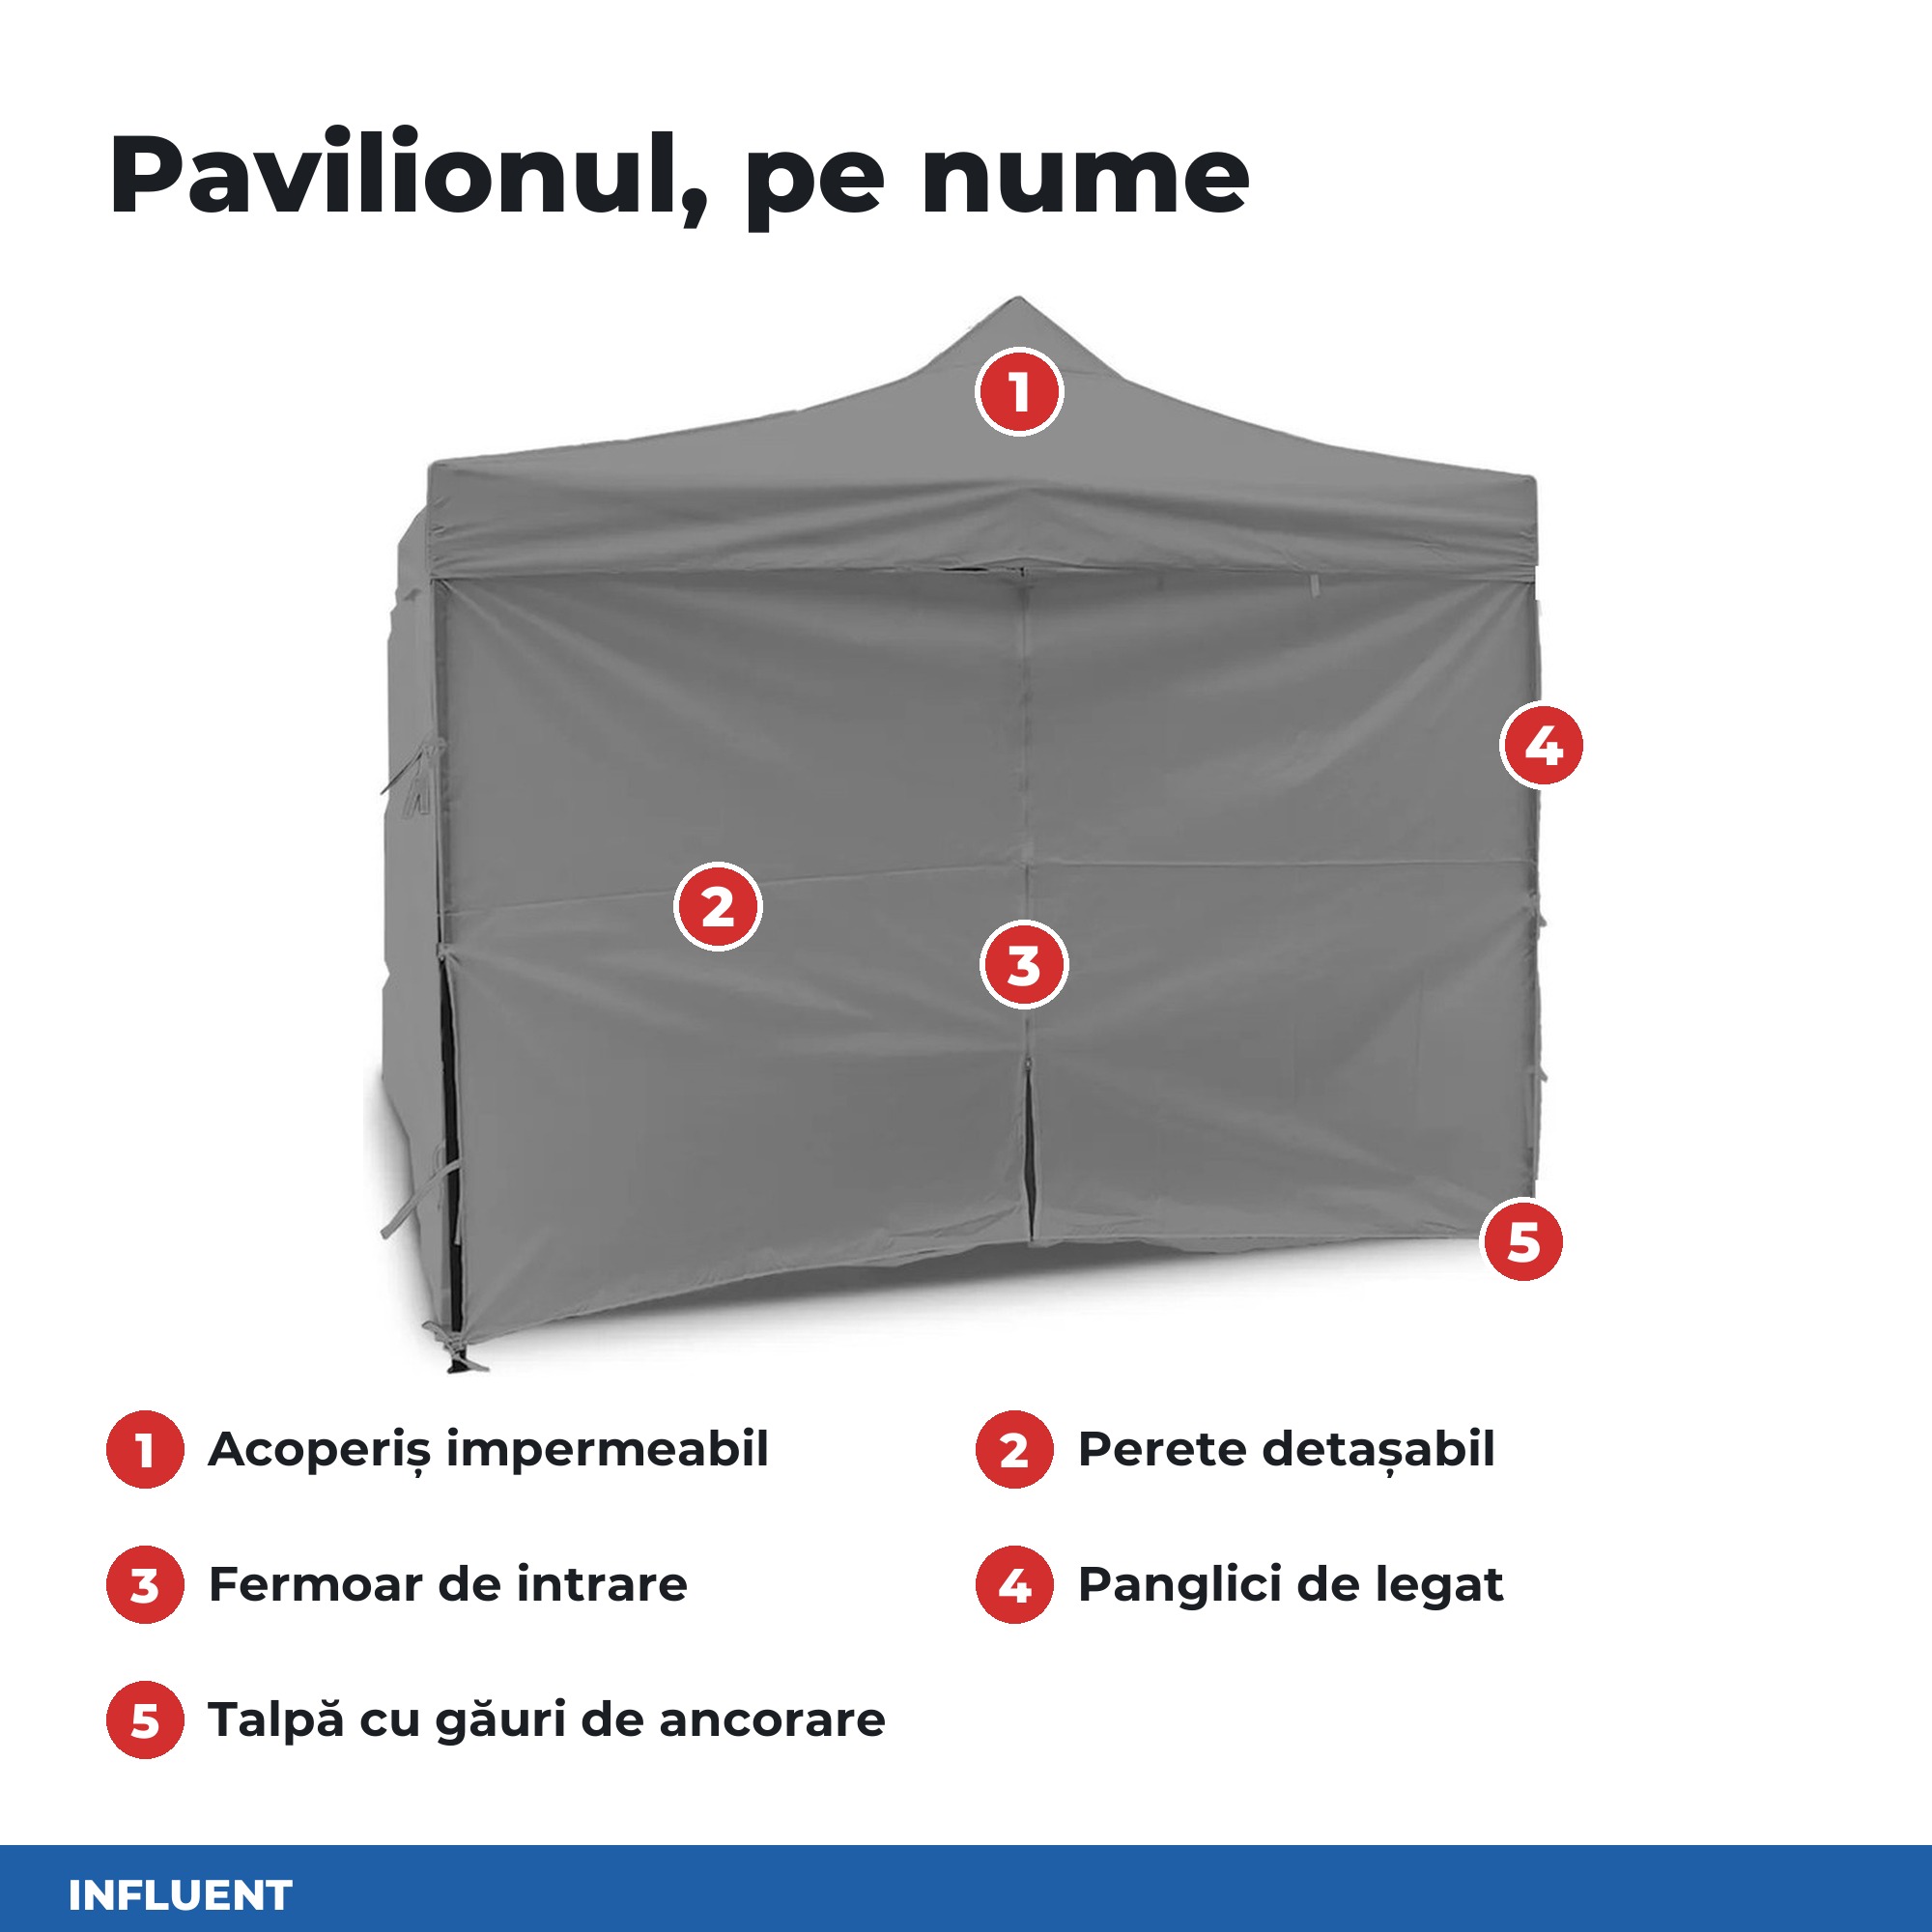 Pavilionul, pe nume
1
4
2
3
5
1 Acoperiș impermeabil
2 Perete detașabil
3 Fermoar de intrare
4 Panglici de legat
5 Talpă cu găuri de ancorare
INFLUENT